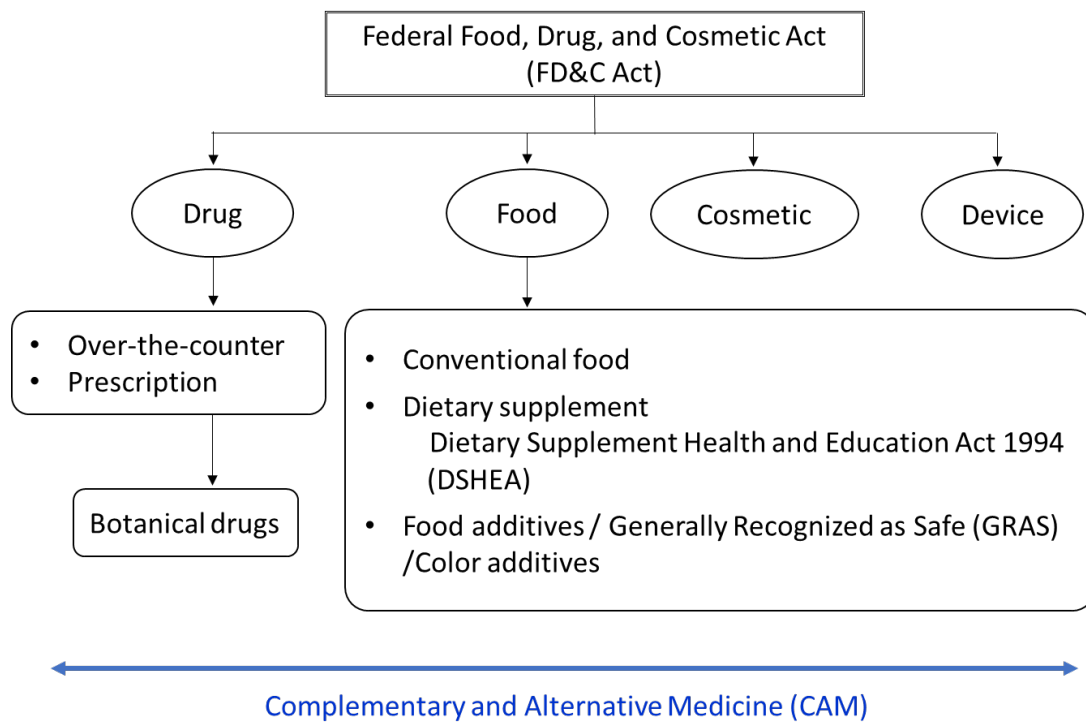 Federal Food, Drug, and Cosmetic Act
(FD&C Act)
Drug
Food
Cosmetic
Device
• Over-the-counter
• Prescription
Botanical drugs
• Conventional food
• Dietary supplement
Dietary Supplement Health and Education Act 1994
(DSHEA)
• Food additives / Generally Recognized as Safe (GRAS)
/Color additives
Complementary and Alternative Medicine (CAM)